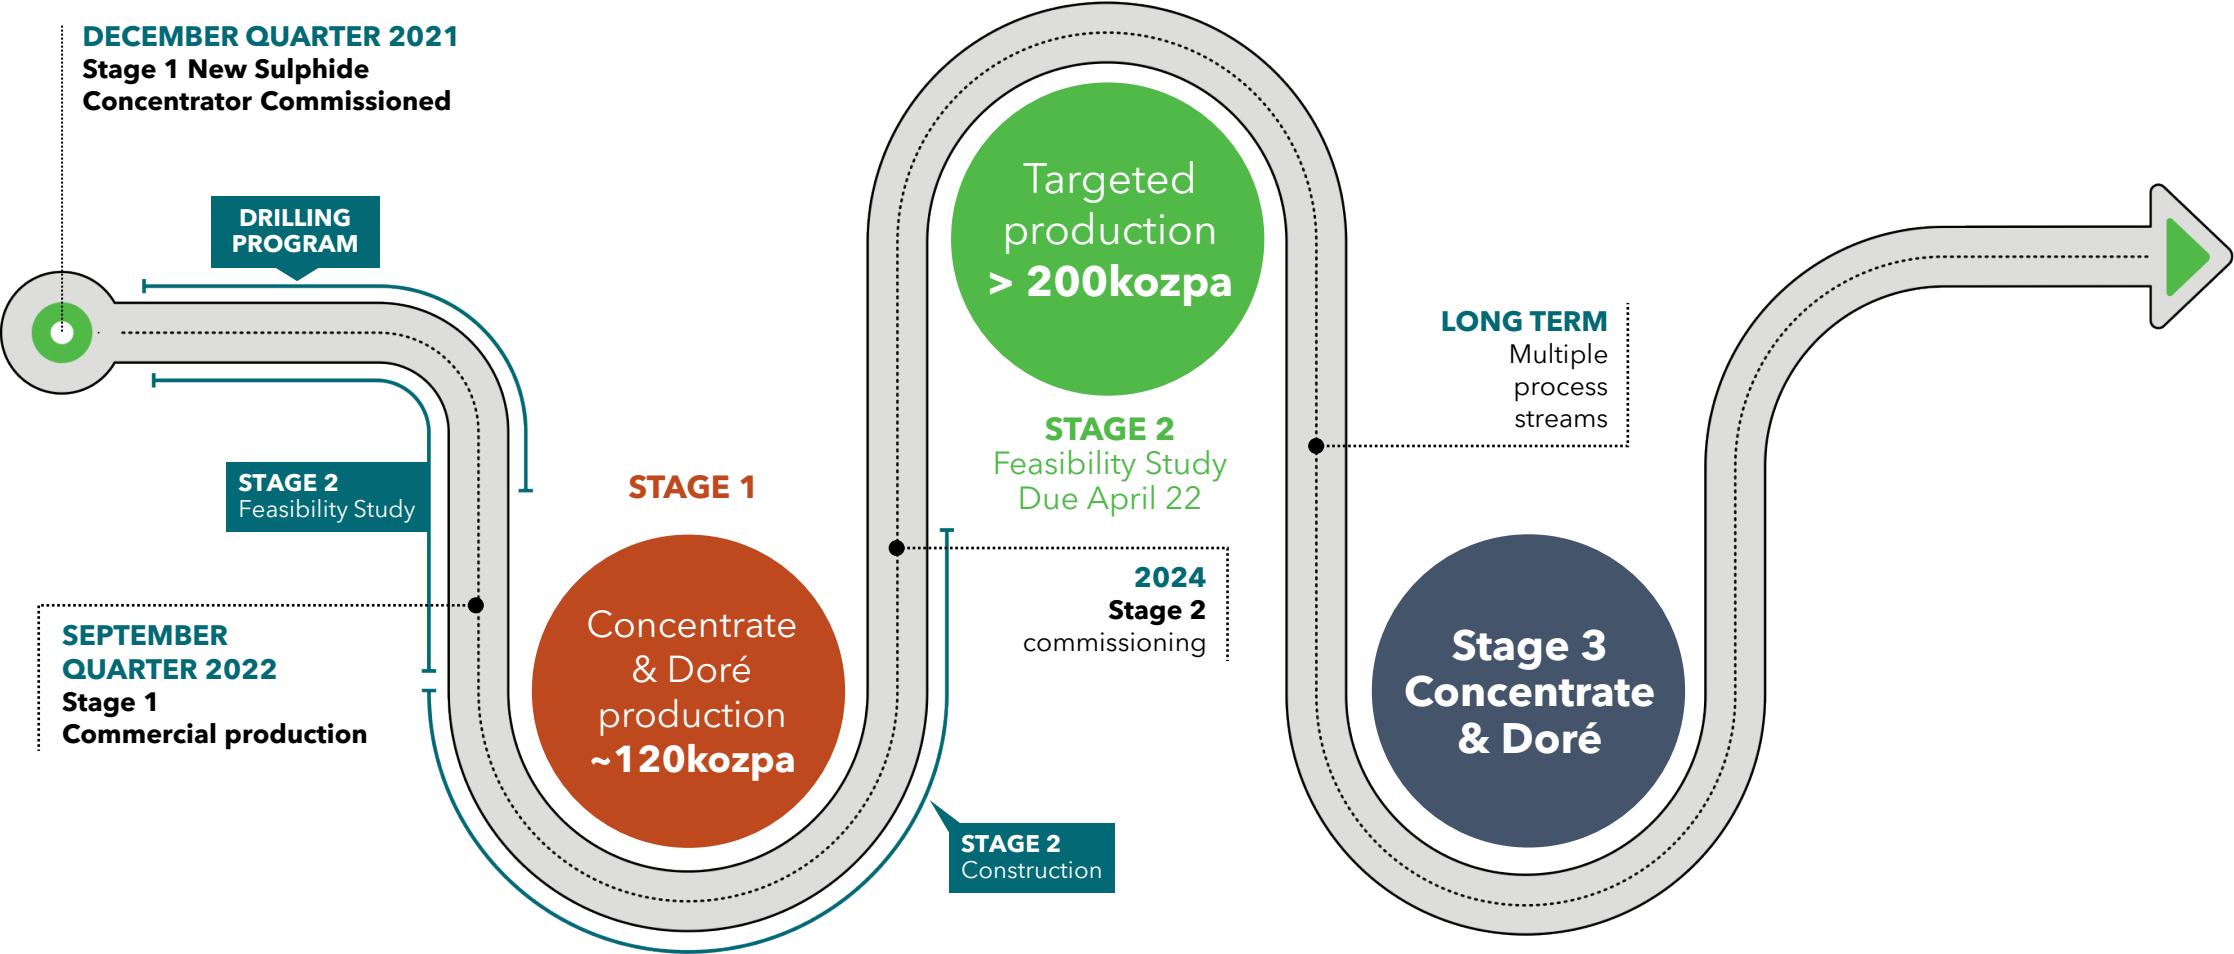 DECEMBER QUARTER 2021
Stage 1 New Sulphide
Concentrator Commissioned
DRILLING
PROGRAM
STAGE 2
Feasibility Study
SEPTEMBER
QUARTER 2022
Stage 1
Commercial production
STAGE 1
Concentrate
& Doré
production
~120kozpa
STAGE 2
Construction
2024
Stage 2
commissioning
Targeted
production
> 200kozpa
STAGE 2
Feasibility Study
Due April 22
LONG TERM
Multiple
process
streams
Stage 3
Concentrate
& Doré